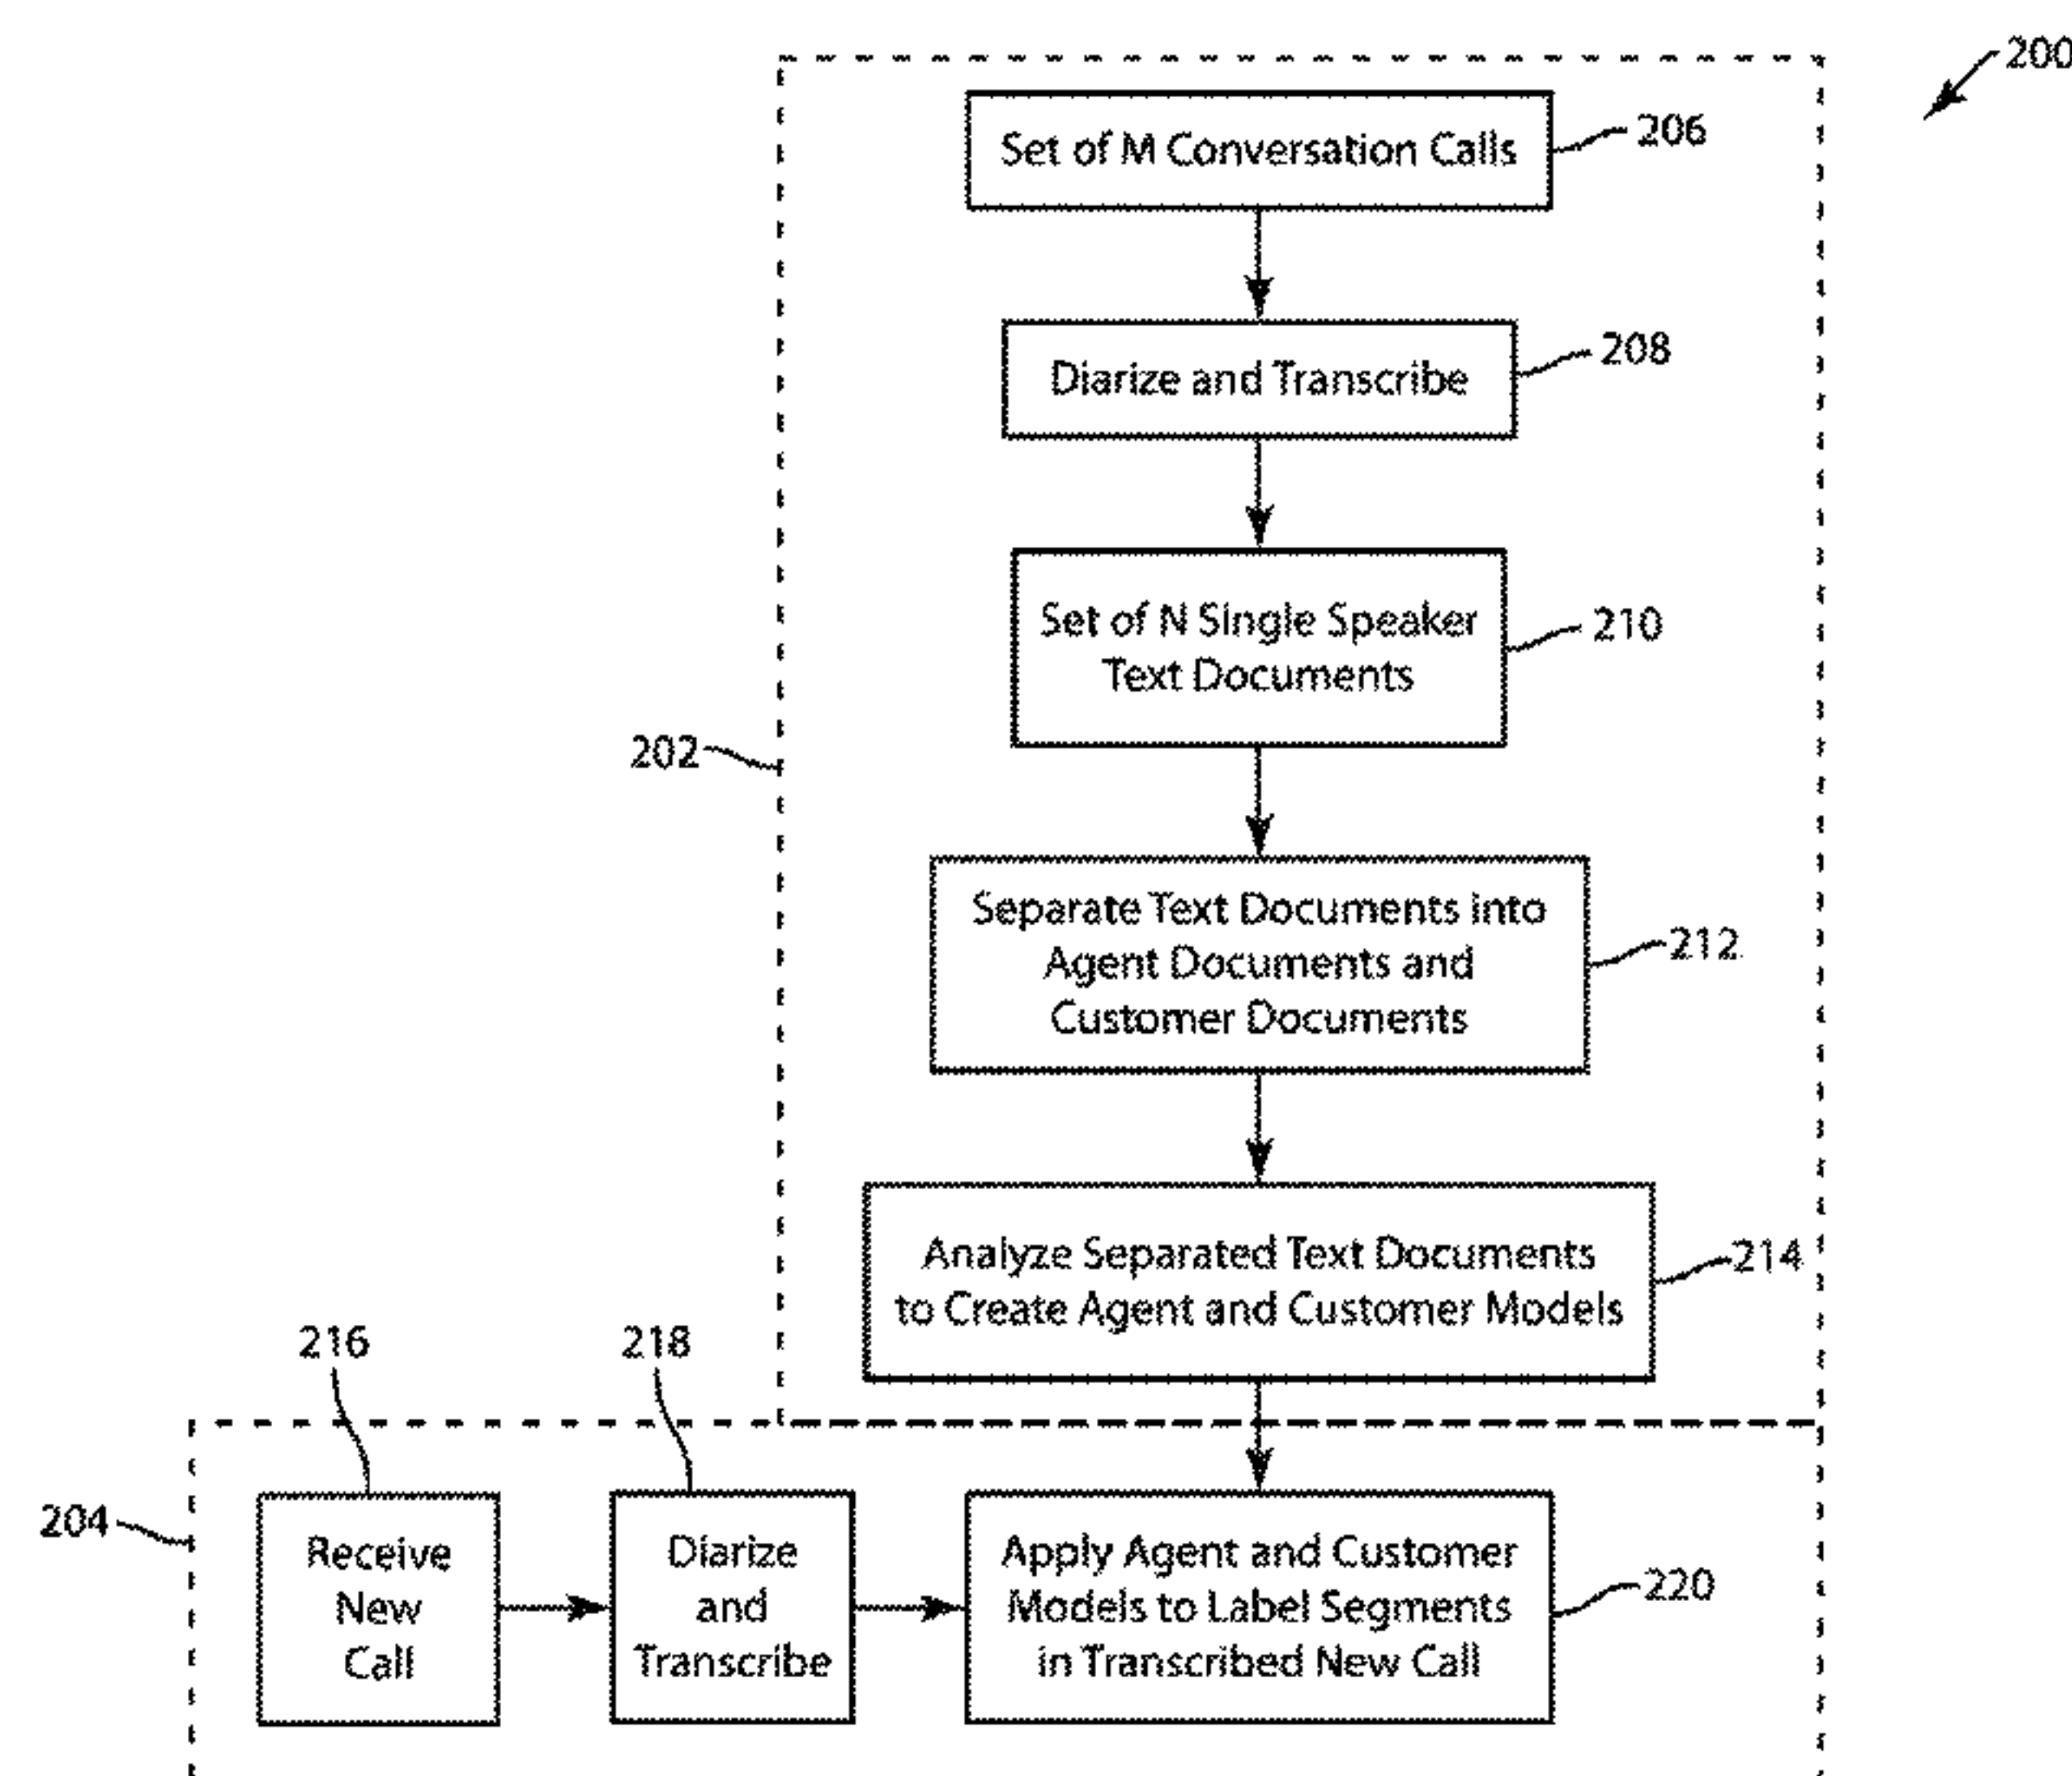 200
Set of M Conversation Calls
206
Diarize and Transcribe
208
Set of N Single Speaker
Text Documents
210
202
Separate Text Documents into
Agent Documents and
Customer Documents
212
Analyze Separated Text Documents
to Create Agent and Customer Models
214
216
218
204
Receive
New
Call
Diarize
and
Transcribe
Apply Agent and Customer
Models to Label Segments
in Transcribed New Call
220